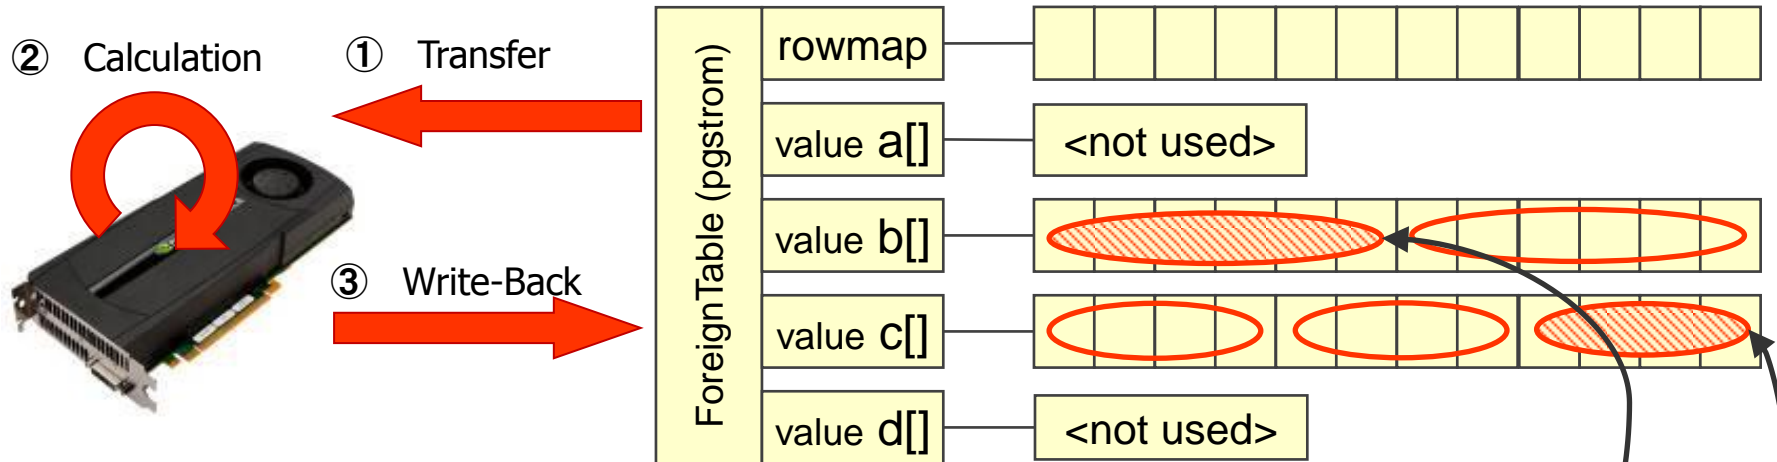 ② Calculation
① Transfer
③ Write-Back
ForeignTable (pgstrom)
rowmap
value a[]
<not used>
value b[]
value c[]
value d[]
<not used>